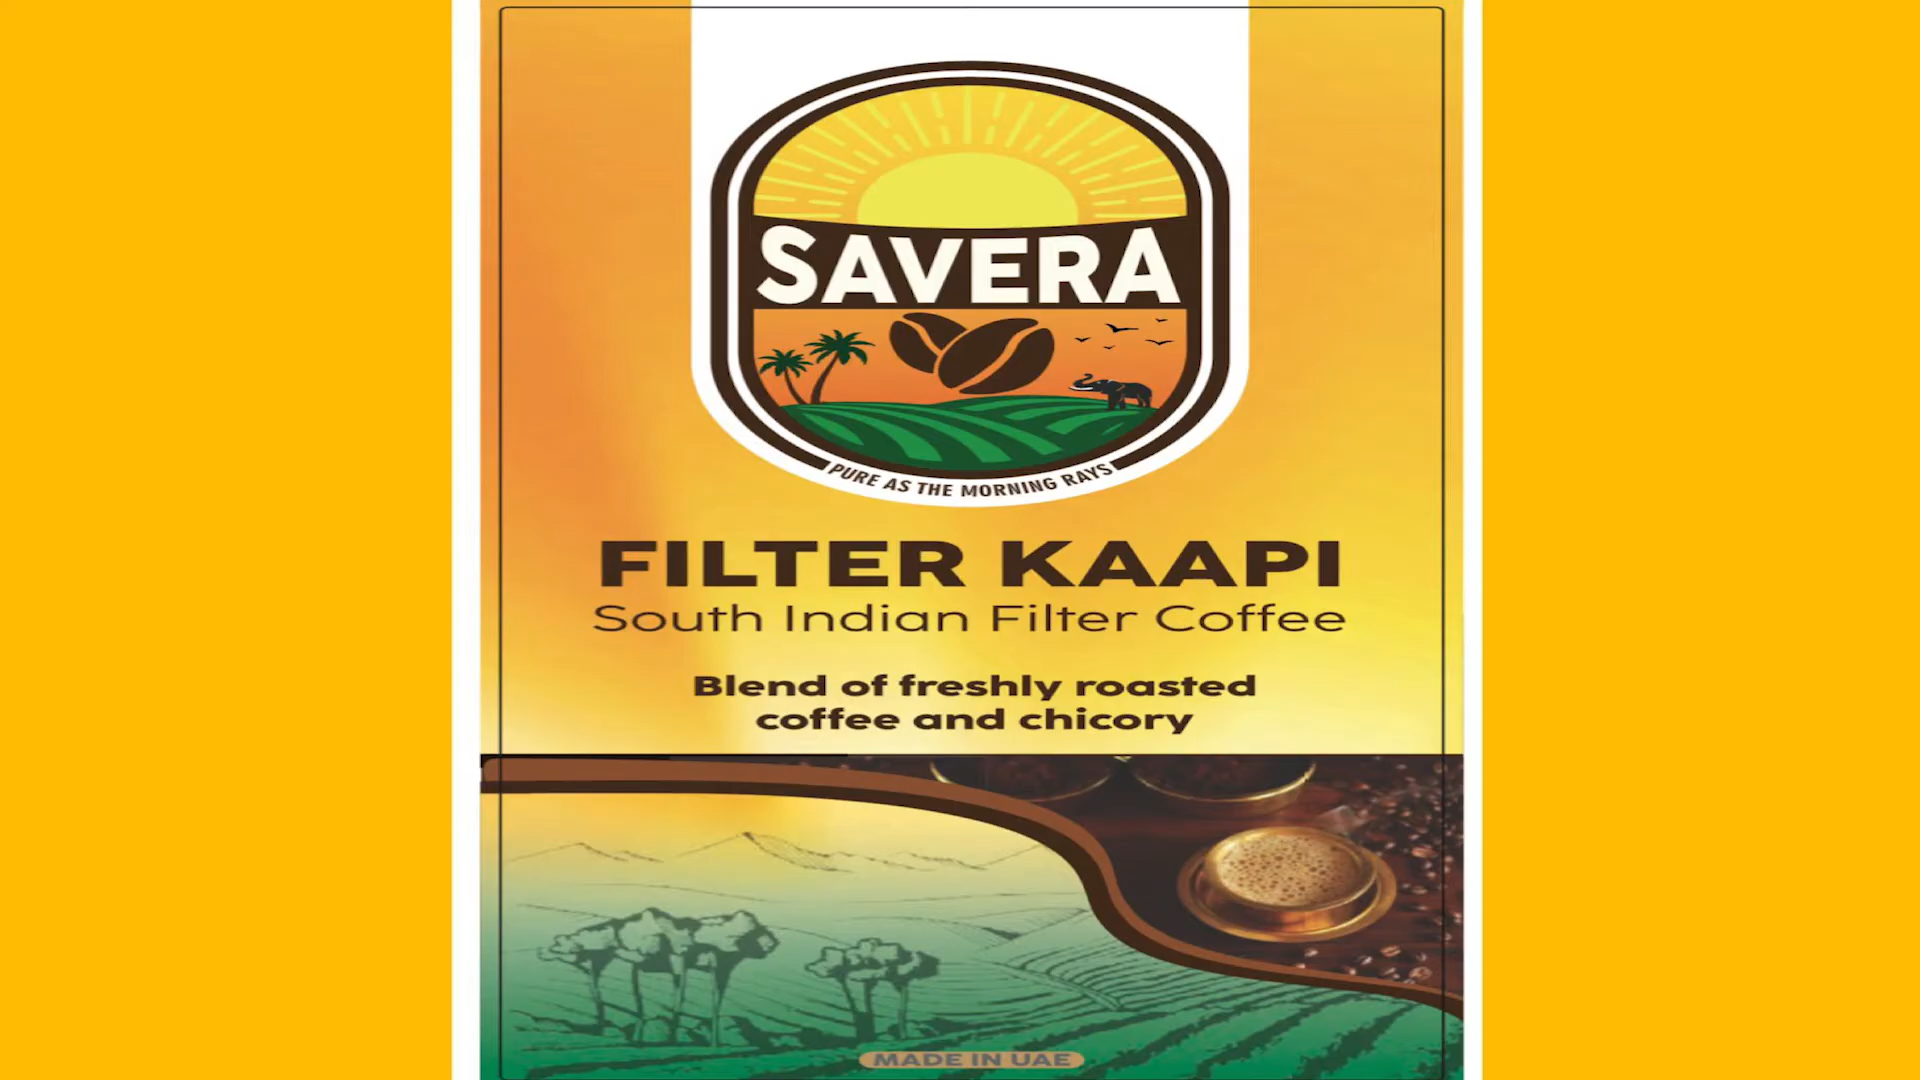 SAVERA
PURE AS THE MORNING RAYS
FILTER KAAPI
South Indian Filter Coffee
Blend of freshly roasted
coffee and chicory
MADE IN UAE